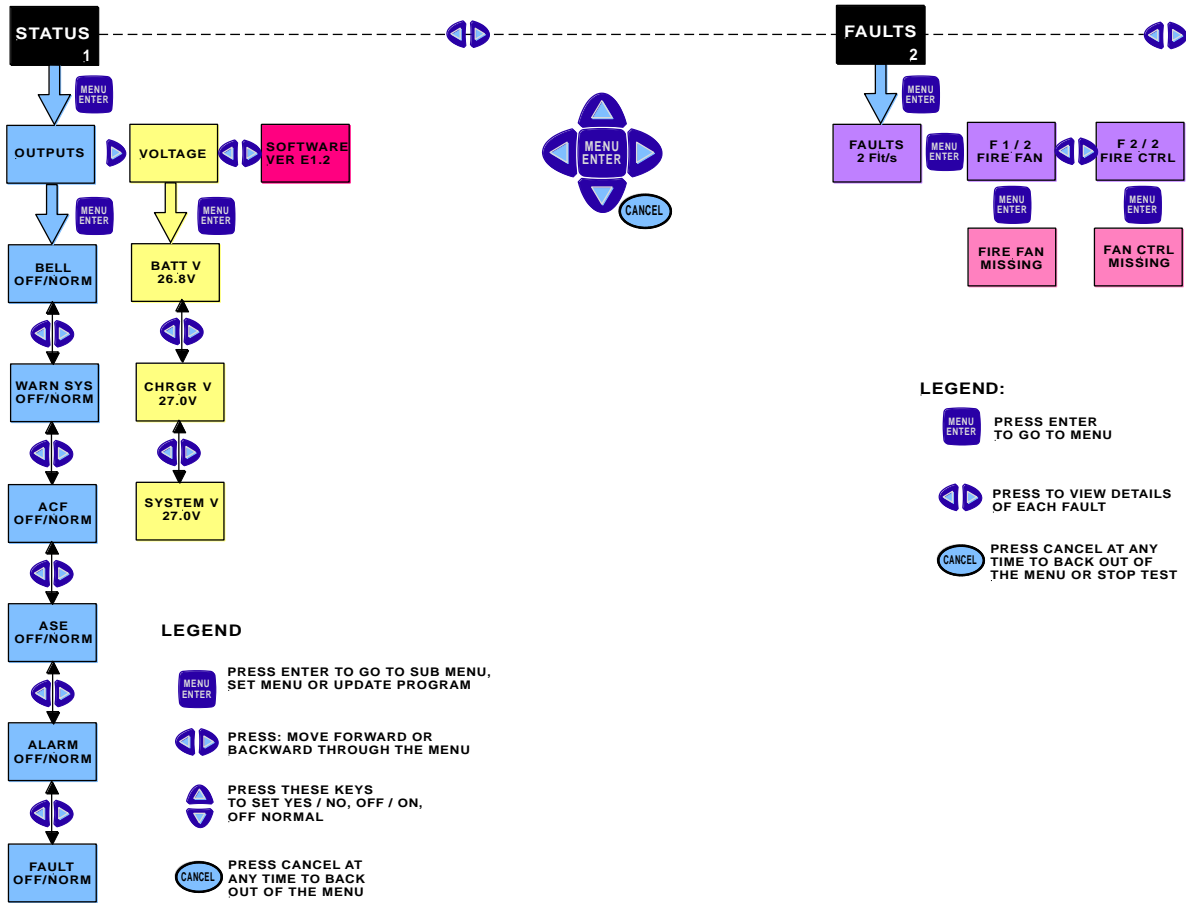 STATUS
1
FAULTS
2
MENU
ENTER
MENU
ENTER
OUTPUTS
VOLTAGE
SOFTWARE
VER E1.2
MENU
ENTER
CANCEL
FAULTS
2 Flt/s
MENU
ENTER
F 1 / 2
FIRE FAN
F 2 / 2
FIRE CTRL
MENU
ENTER
MENU
ENTER
MENU
ENTER
MENU
ENTER
BELL
OFF/NORM
BATT V
26.8V
FIRE FAN
MISSING
FAN CTRL
MISSING
WARN SYS
OFF/NORM
CHRGR V
27.0V
ACF
OFF/NORM
SYSTEM V
27.0V
ASE
OFF/NORM
ALARM
OFF/NORM
FAULT
OFF/NORM
LEGEND
MENU
ENTER
PRESS ENTER TO GO TO SUB MENU,
SET MENU OR UPDATE PROGRAM
PRESS: MOVE FORWARD OR
BACKWARD THROUGH THE MENU
PRESS THESE KEYS
TO SET YES / NO, OFF / ON,
OFF NORMAL
CANCEL
PRESS CANCEL AT
ANY TIME TO BACK
OUT OF THE MENU
LEGEND:
MENU
ENTER
PRESS ENTER
TO GO TO MENU
PRESS TO VIEW DETAILS
OF EACH FAULT
CANCEL
PRESS CANCEL AT ANY
TIME TO BACK OUT OF
THE MENU OR STOP TEST